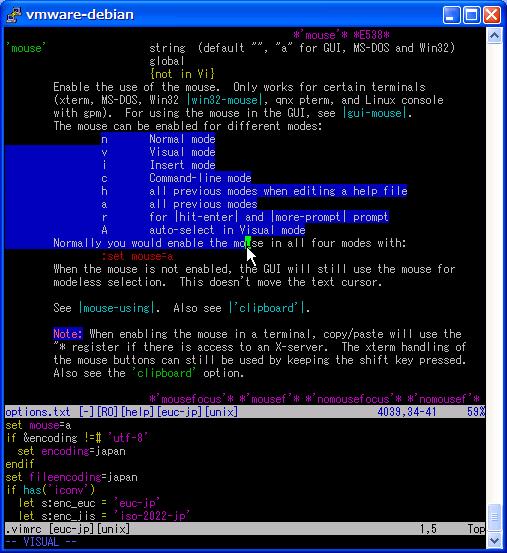 vmware-debian
*'mouse'* *E538*
'mouse' string (default "", "a" for GUI, MS-DOS and Win32)
global
{not in Vi}
Enable the use of the mouse. Only works for certain terminals
(xterm, MS-DOS, Win32 |win32-mouse|, qnx pterm, and Linux console
with gpm). For using the mouse in the GUI, see |gui-mouse|.
The mouse can be enabled for different modes:
n Normal mode
v Visual mode
i Insert mode
c Command-line mode
h all previous modes when editing a help file
a all previous modes
r for |hit-enter| and |more-prompt| prompt
A auto-select in Visual mode
Normally you would enable the mouse in all four modes with:
:set mouse=a
When the mouse is not enabled, the GUI will still use the mouse for
modeless selection. This doesn't move the text cursor.
See |mouse-using|. Also see |'clipboard'|.
Note: When enabling the mouse in a terminal, copy/paste will use the
"* register if there is access to an X-server. The xterm handling of
the mouse buttons can still be used by keeping the shift key pressed.
Also see the 'clipboard' option.
*'mousefocus'* *'mousef'* *'nomousefocus'* *'nomousef'*
options.txt [-][RO][help][euc-jp][unix] 4039,34-41 59%
set mouse=a
if &encoding !=# 'utf-8'
set encoding=japan
endif
set fileencoding=japan
if has('iconv')
let s:enc_euc = 'euc-jp'
let s:enc_jis = 'iso-2022-jp'
.vimrc [euc-jp][unix] 1,5 Top
-- VISUAL --